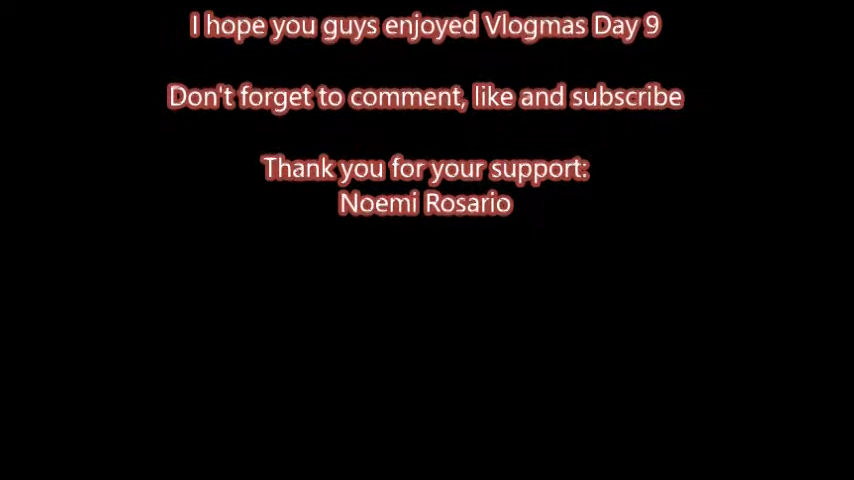 I hope you guys enjoyed Vlogmas Day 9
Don't forget to comment, like and subscribe
Thank you for your support:
Noemi Rosario